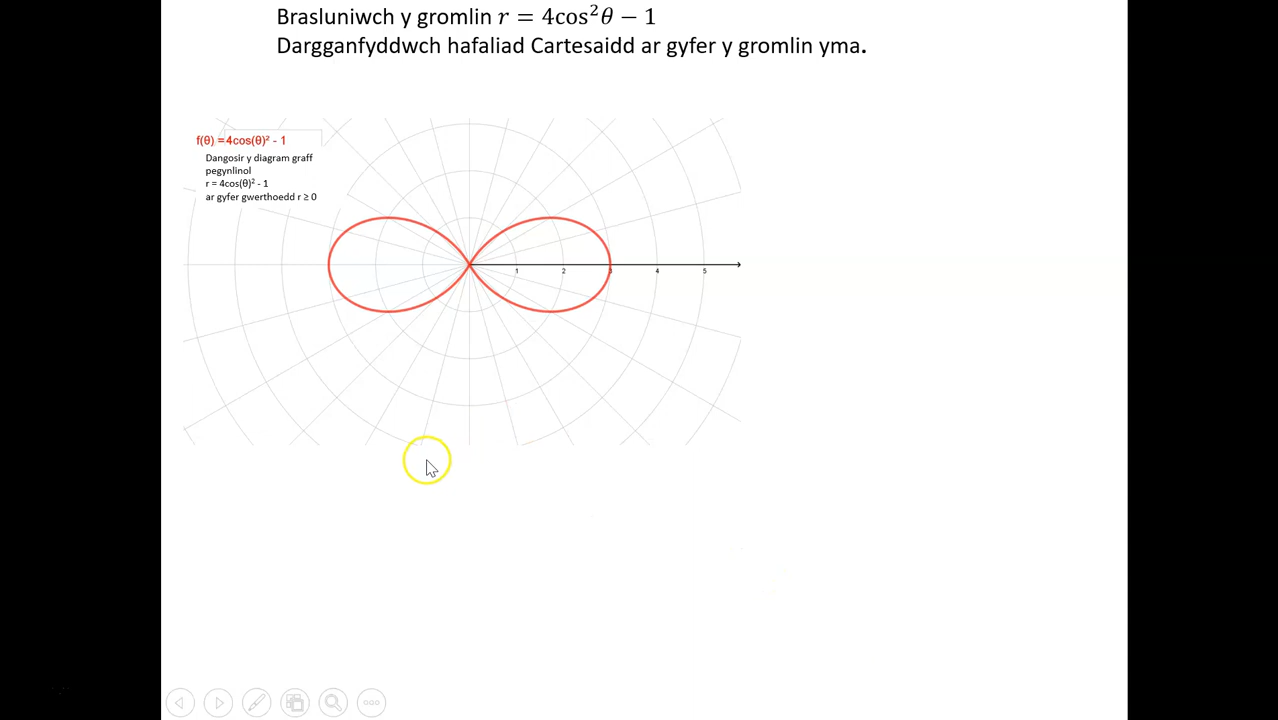 Brasluniwch y gromlin r = 4cos²θ − 1
Dargganfyddwch hafaliad Cartesaidd ar gyfer y gromlin yma.
f(θ) =4cos(θ)² - 1
Dangosir y diagram graff
pegynlinol
r = 4cos(θ)² - 1
ar gyfer gwerthoedd r ≥ 0
1 2 3 4 5